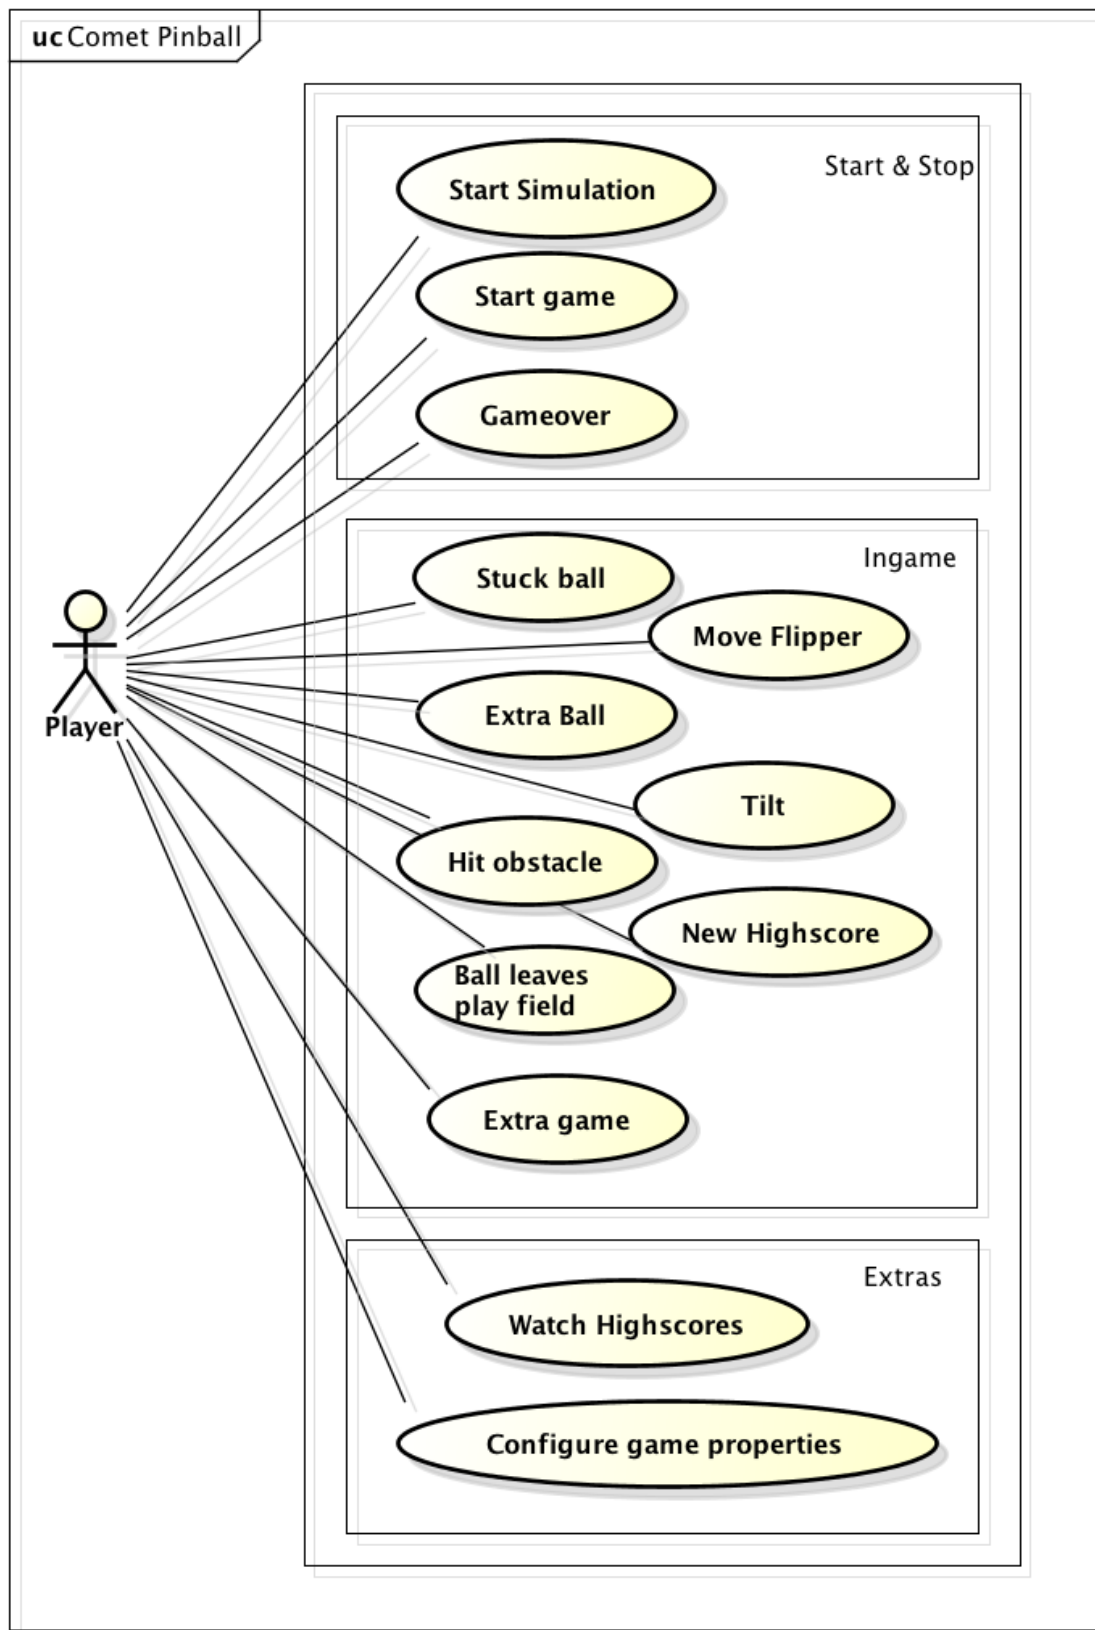 uc Comet Pinball
Start & Stop
Start Simulation
Start game
Gameover
Ingame
Stuck ball
Move Flipper
Player
Extra Ball
Tilt
Hit obstacle
New Highscore
Ball leaves
play field
Extra game
Extras
Watch Highscores
Configure game properties